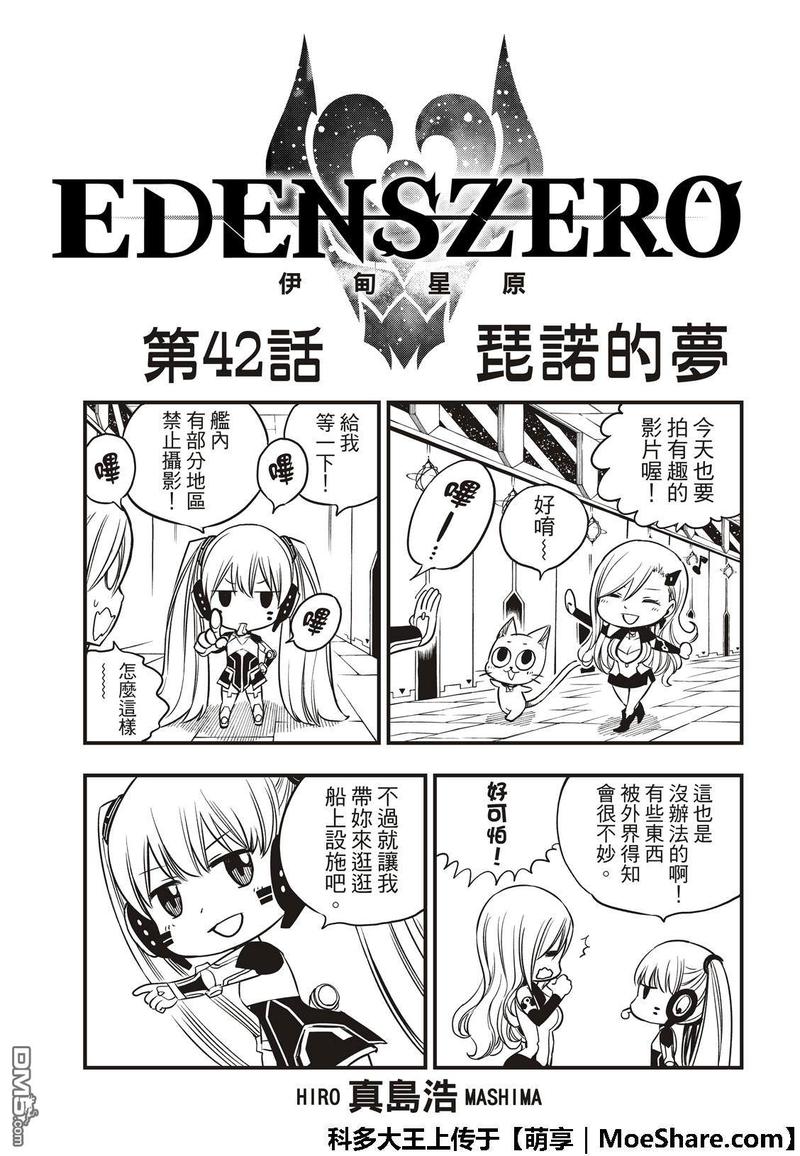 EDENSZERO
伊甸星原
第42話 琵諾的夢
今天也要
拍有趣的
影片喔！
好唷～
嗶！
給我
等一下！
嗶
艦內
有部分地區
禁止攝影！
嗶
嗶
怎麼這樣～
這也是
沒辦法的啊！
有些東西
被外界得知
會很不妙。
好可怕！
不過就讓我
帶妳來逛逛
船上設施吧。
HIRO 真島浩 MASHIMA
科多大王上传于【萌享｜MoeShare.com】
DM5.com